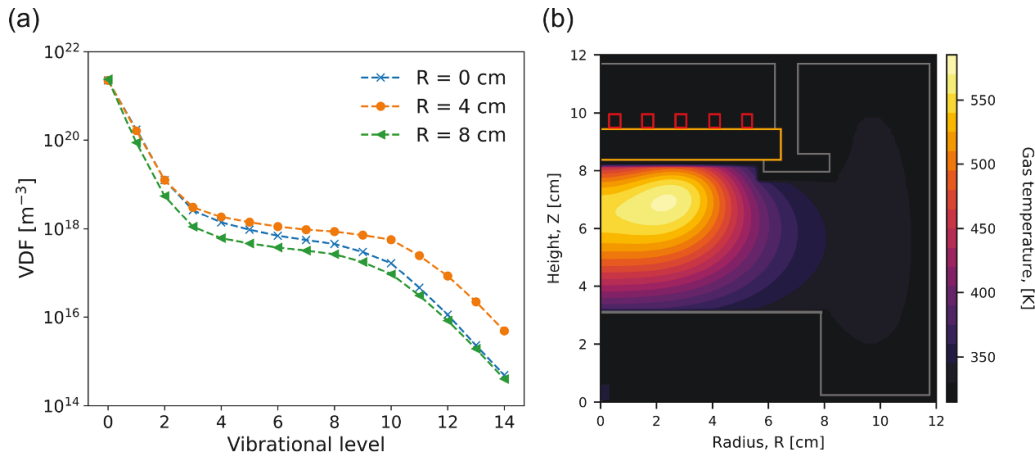 (a)
10^22
10^20
10^18
10^16
10^14
VDF [m^-3]
0 2 4 6 8 10 12 14
Vibrational level
R = 0 cm
R = 4 cm
R = 8 cm
(b)
12
10
8
6
4
2
0
Height, Z [cm]
0 2 4 6 8 10 12
Radius, R [cm]
550
500
450
400
350
Gas temperature, [K]